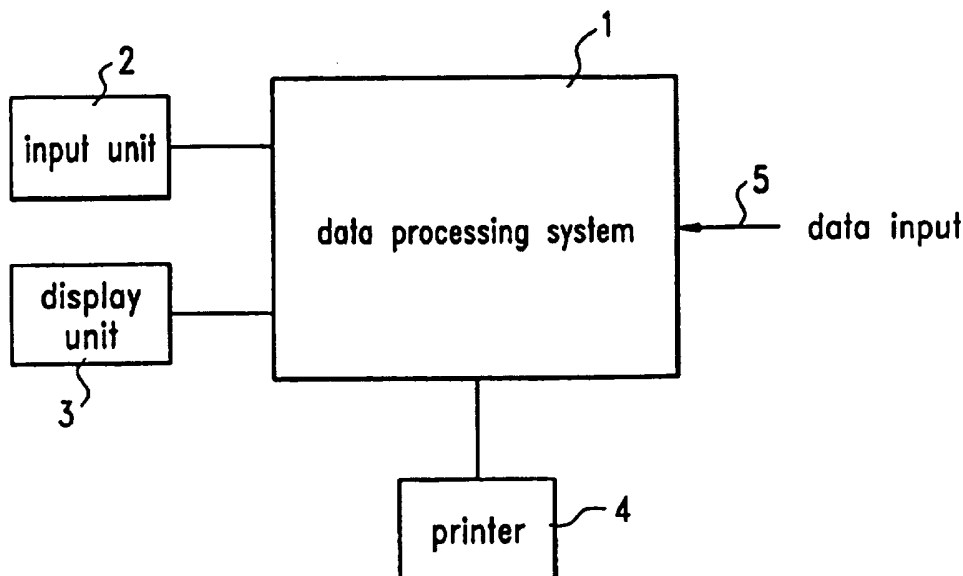 1
2
input unit
data processing system
5
data input
display
unit
3
4
printer